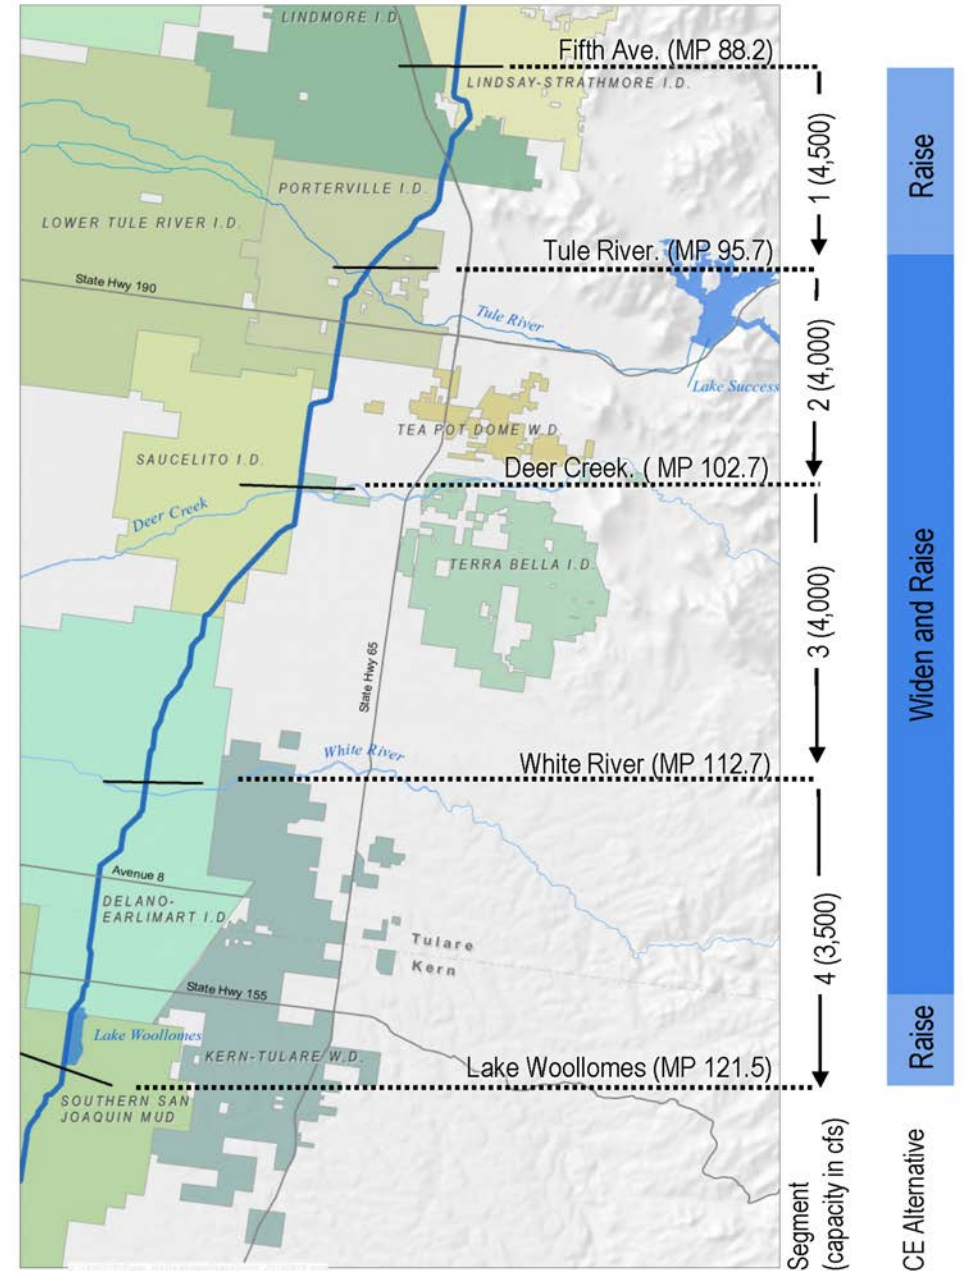 LINDMORE I.D.
Fifth Ave. (MP 88.2)
LINDSAY-STRATHMORE I.D.
1 (4,500)
Raise
PORTERVILLE I.D.
LOWER TULE RIVER I.D.
Tule River. (MP 95.7)
State Hwy 190
Tule River
Lake Success
2 (4,000)
TEA POT DOME W.D.
SAUCELITO I.D.
Deer Creek. ( MP 102.7)
Deer Creek
TERRA BELLA I.D.
3 (4,000)
Widen and Raise
State Hwy 65
White River
White River (MP 112.7)
Avenue 8
DELANO-
EARLIMART I.D.
4 (3,500)
Tulare
Kern
State Hwy 155
Lake Woollomes
KERN-TULARE W.D.
Lake Woollomes (MP 121.5)
Raise
SOUTHERN SAN
JOAQUIN MUD
Segment
(capacity in cfs)
CE Alternative